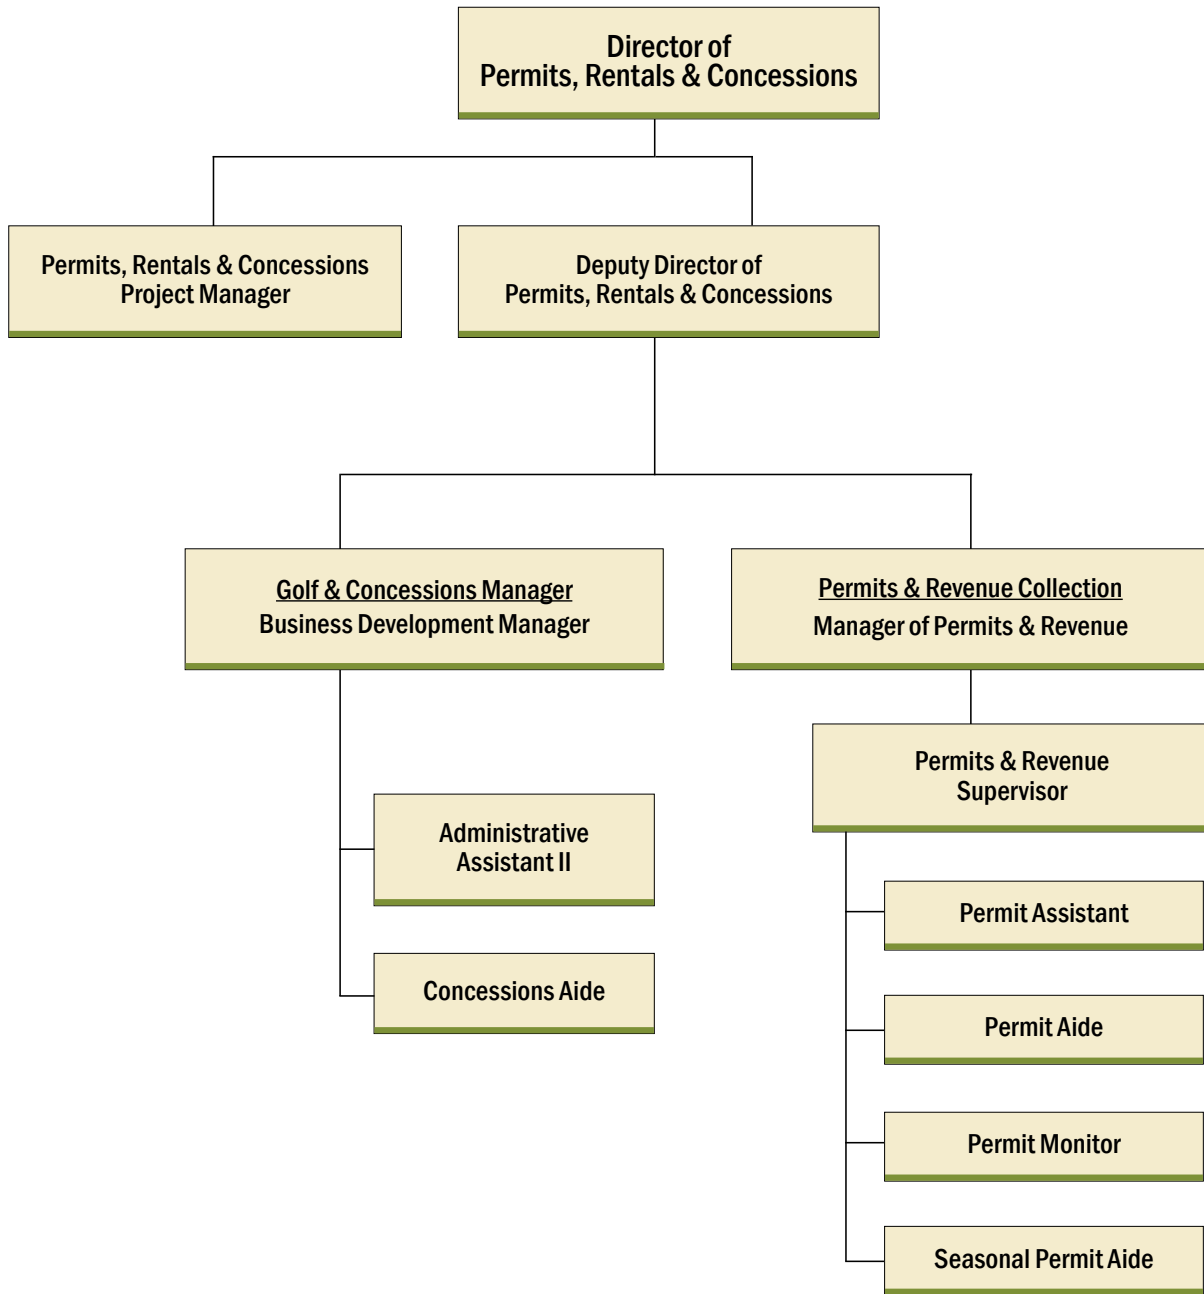 Director of
Permits, Rentals & Concessions
Permits, Rentals & Concessions
Project Manager
Deputy Director of
Permits, Rentals & Concessions
Golf & Concessions Manager
Business Development Manager
Permits & Revenue Collection
Manager of Permits & Revenue
Permits & Revenue
Supervisor
Administrative
Assistant II
Concessions Aide
Permit Assistant
Permit Aide
Permit Monitor
Seasonal Permit Aide